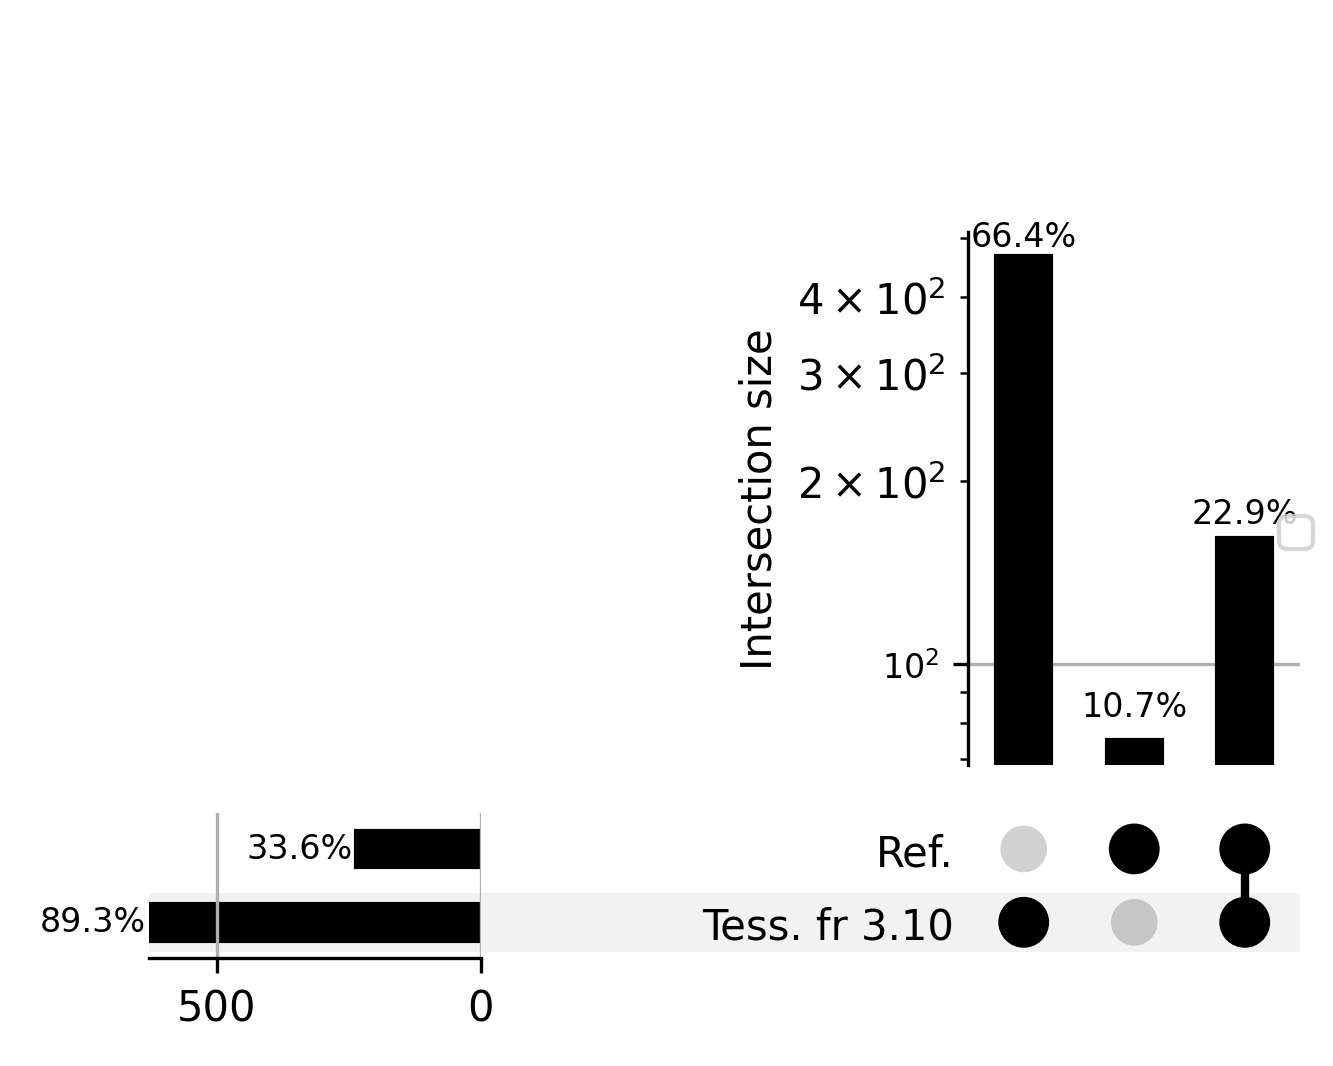 66.4%
4 × 10²
3 × 10²
2 × 10²
22.9%
10²
10.7%
Intersection size
33.6%
Ref.
89.3%
Tess. fr 3.10
500
0